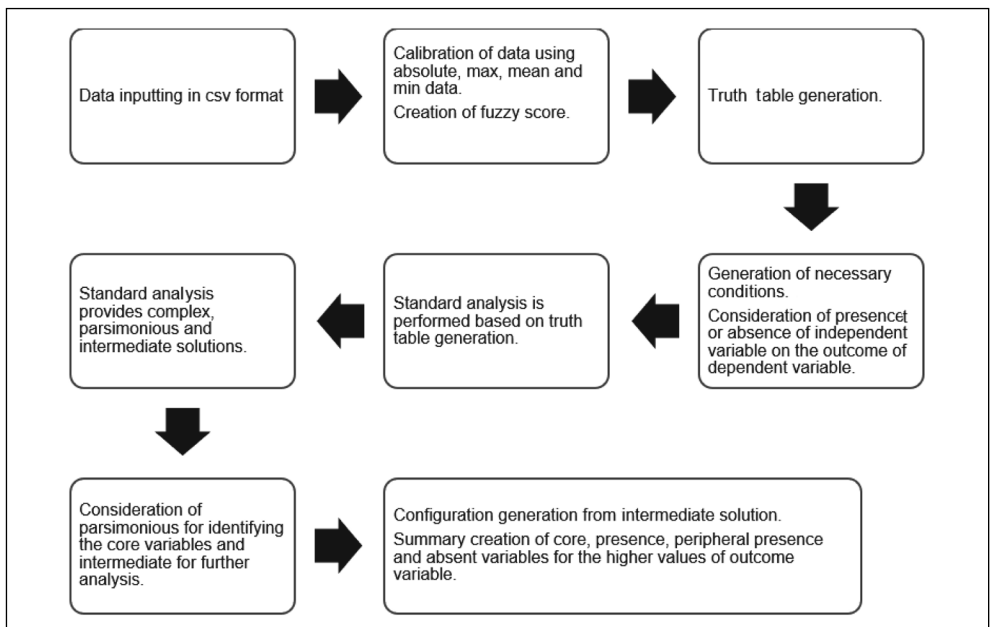 Data inputting in csv format
Calibration of data using
absolute, max, mean and
min data.
Creation of fuzzy score.
Truth table generation.
Generation of necessary
conditions.
Consideration of presencet
or absence of independent
variable on the outcome of
dependent variable.
Standard analysis is
performed based on truth
table generation.
Standard analysis
provides complex,
parsimonious and
intermediate solutions.
Consideration of
parsimonious for identifying
the core variables and
intermediate for further
analysis.
Configuration generation from intermediate solution.
Summary creation of core, presence, peripheral presence
and absent variables for the higher values of outcome
variable.